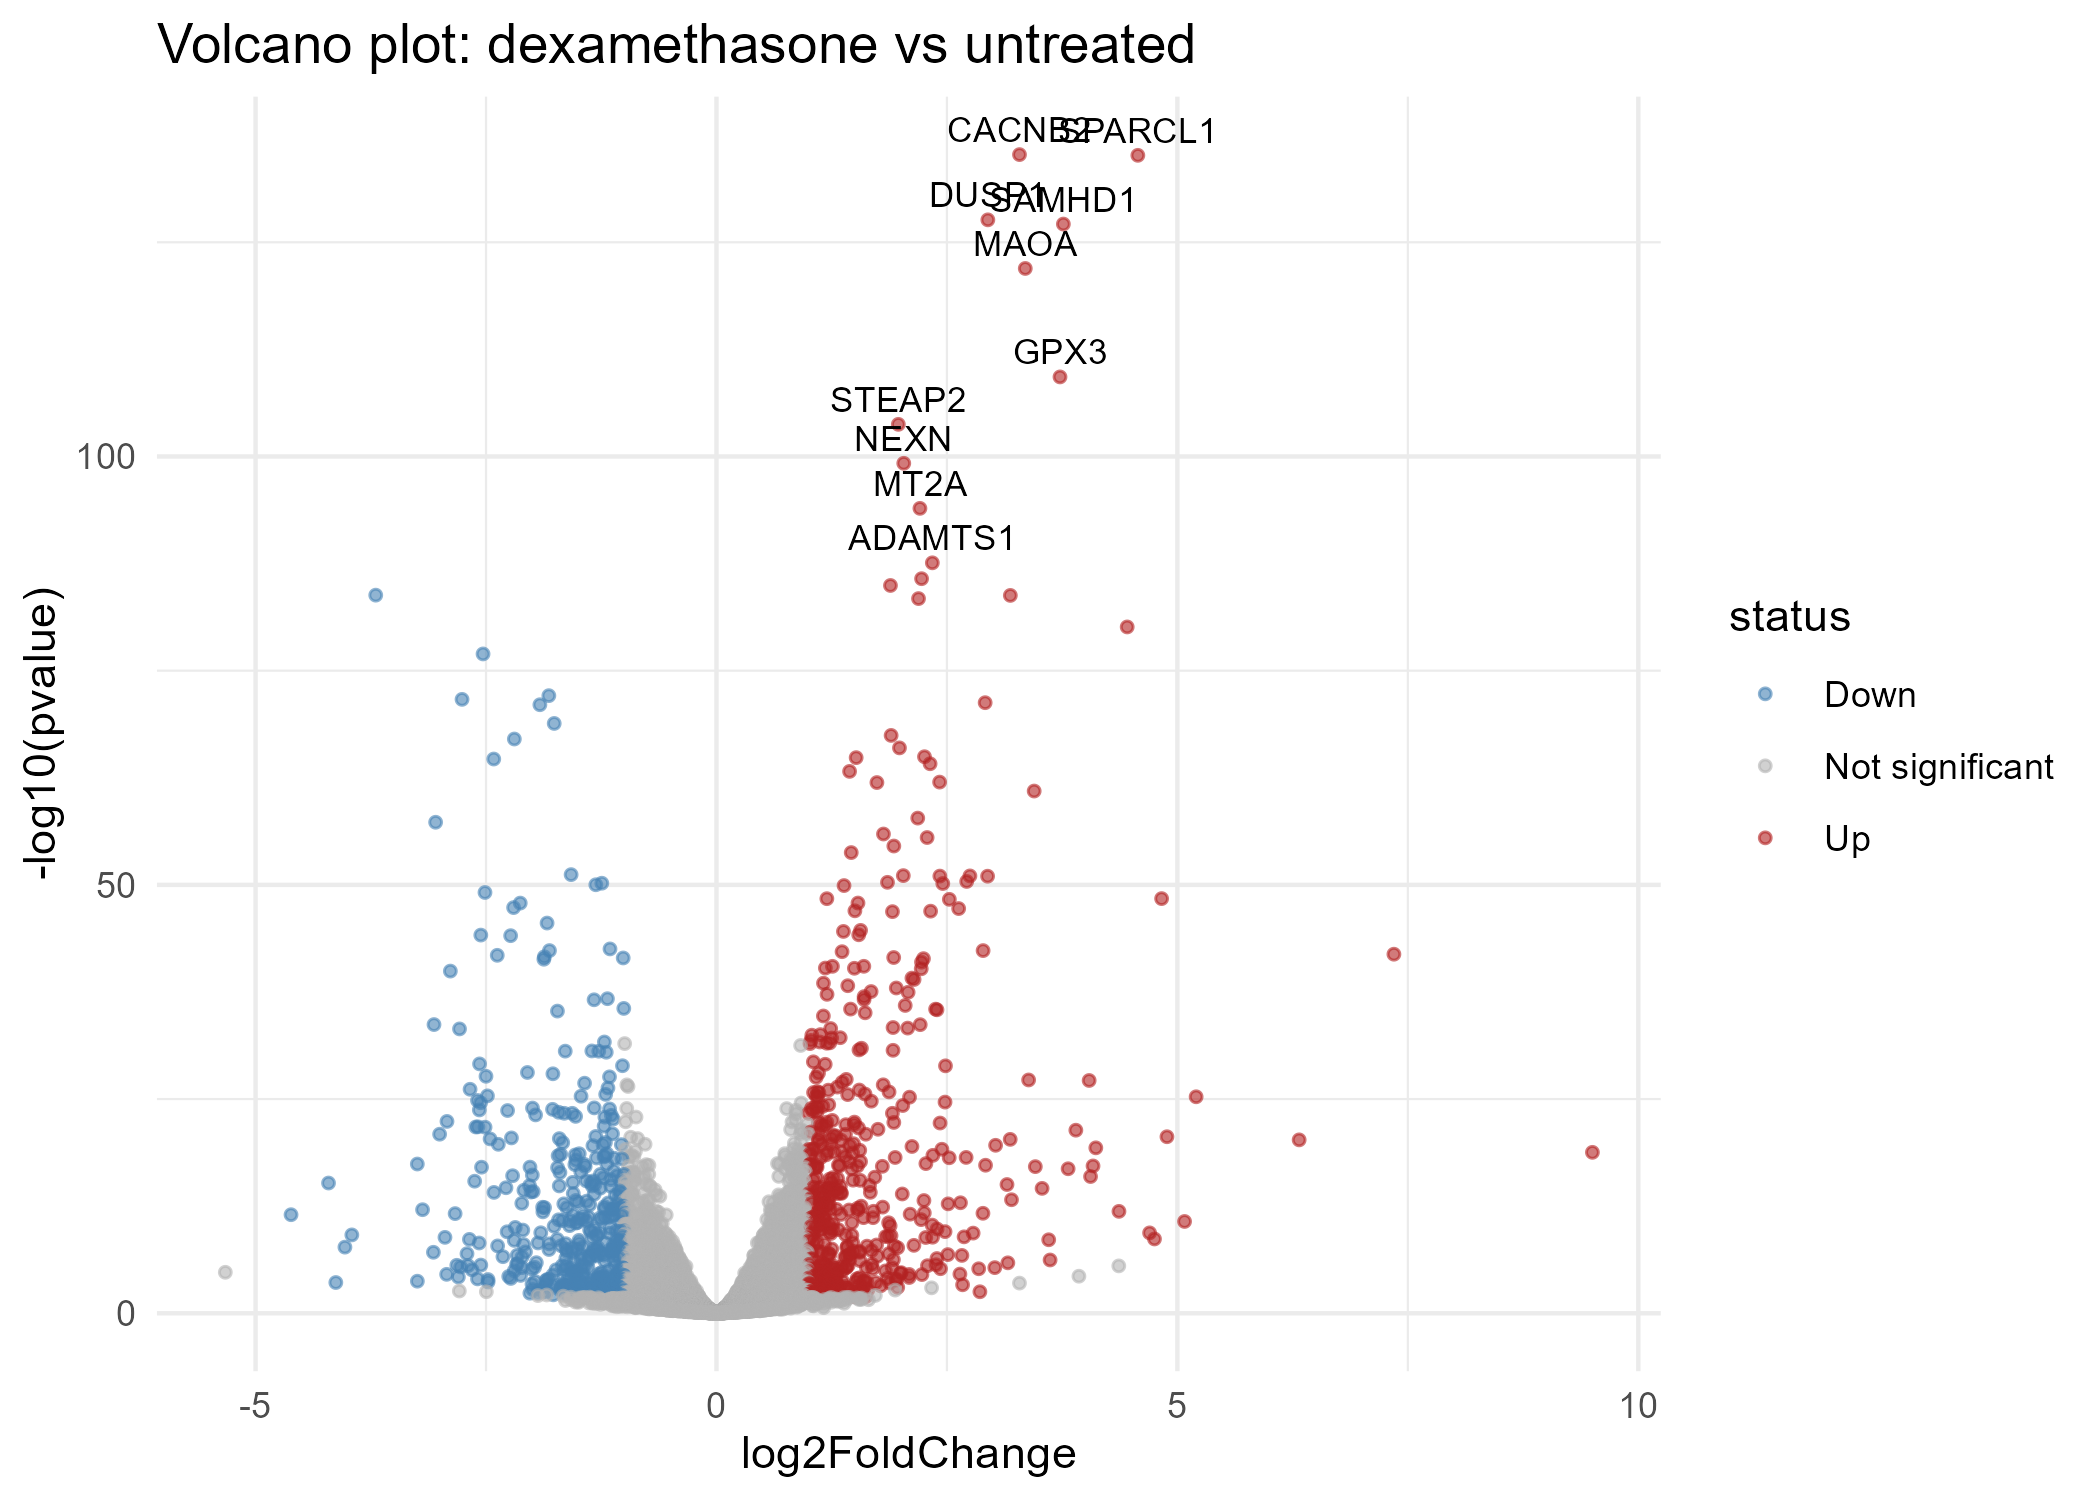 Volcano plot: dexamethasone vs untreated
CACNB2
SPARCL1
DUSP1
SAMHD1
MAOA
GPX3
STEAP2
NEXN
MT2A
ADAMTS1
100
50
0
-log10(pvalue)
-5
0
5
10
log2FoldChange
status
Down
Not significant
Up